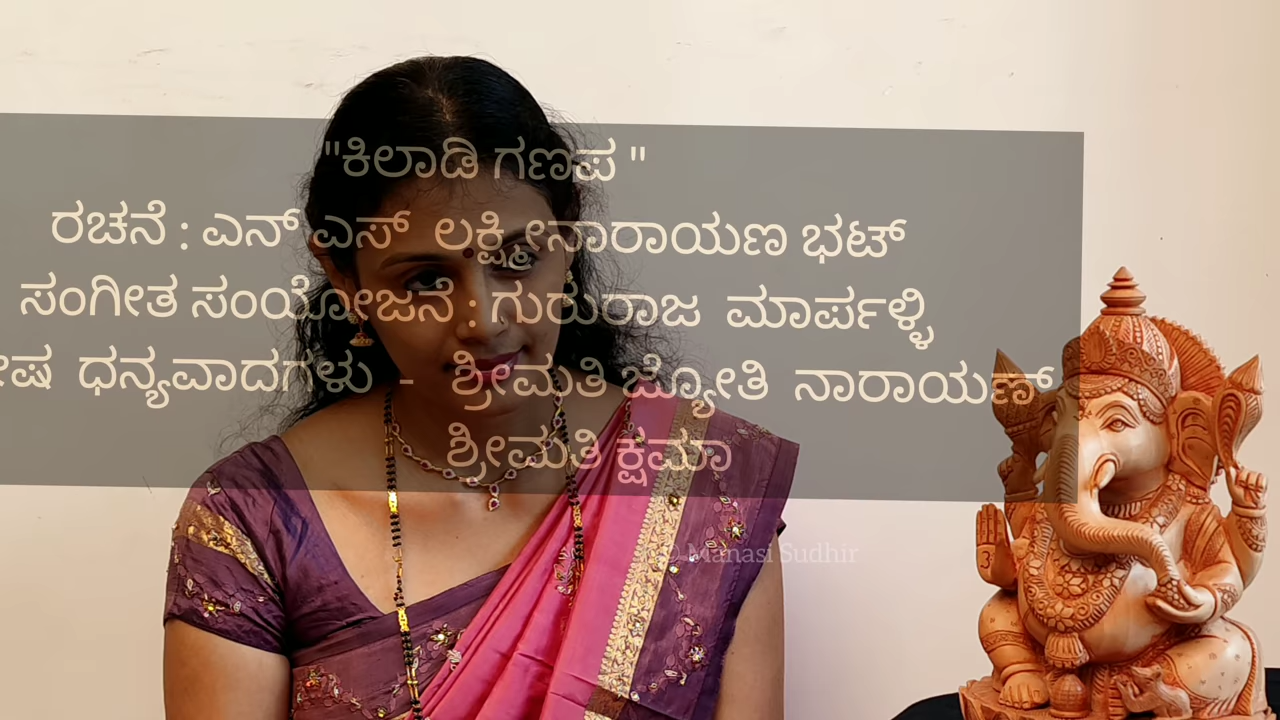 "ಕಿಲಾಡಿ ಗಣಪ "
ರಚನೆ : ಎನ್ ಎಸ್ ಲಕ್ಷ್ಮೀನಾರಾಯಣ ಭಟ್
ಸಂಗೀತ ಸಂಯೋಜನೆ : ಗುರುರಾಜ ಮಾರ್ಪಳ್ಳಿ
ಧನ್ಯವಾದಗಳು - ಶ್ರೀಮತಿ ಜ್ಯೋತಿ ನಾರಾಯಣ್
ಶ್ರೀಮತಿ ಕ್ಷಮಾ
© Manasi Sudhir